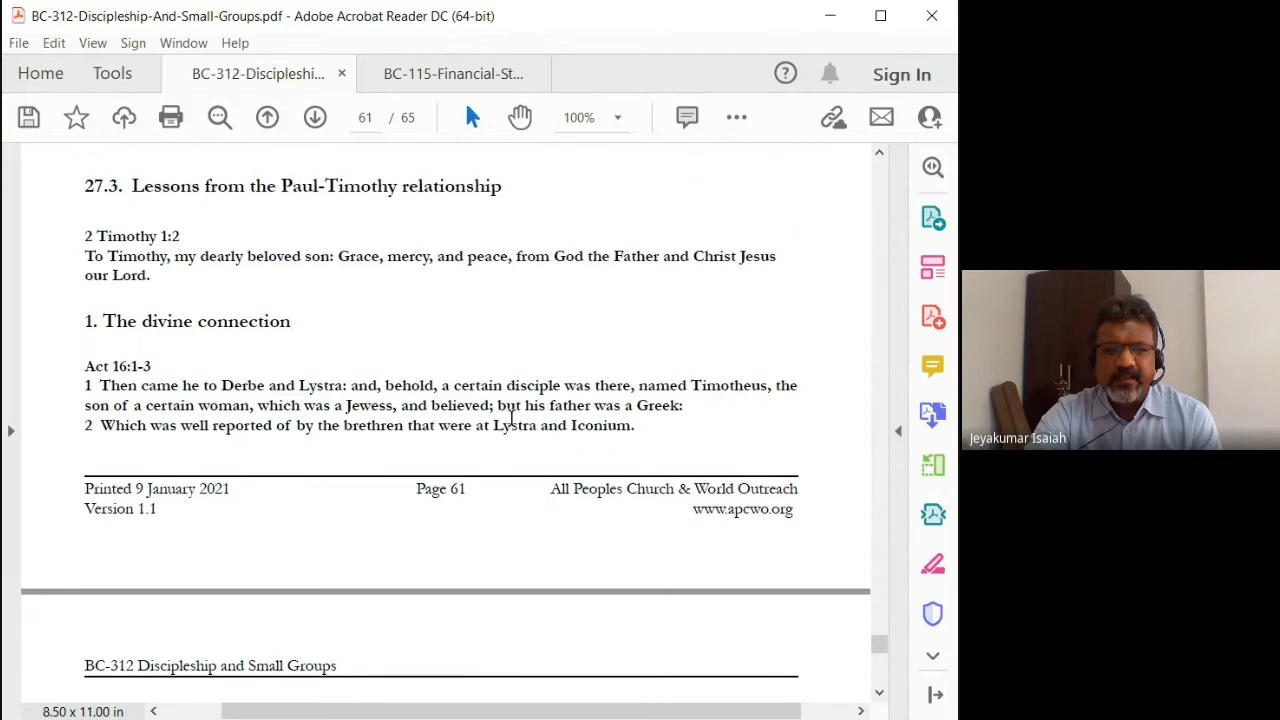 BC-312-Discipleship-And-Small-Groups.pdf - Adobe Acrobat Reader DC (64-bit)
File Edit View Sign Window Help
Home Tools BC-312-Discipleshi... × BC-115-Financial-St... Sign In
61 / 65 100%
27.3. Lessons from the Paul-Timothy relationship
2 Timothy 1:2
To Timothy, my dearly beloved son: Grace, mercy, and peace, from God the Father and Christ Jesus
our Lord.
1. The divine connection
Act 16:1-3
1 Then came he to Derbe and Lystra: and, behold, a certain disciple was there, named Timotheus, the
son of a certain woman, which was a Jewess, and believed; but his father was a Greek:
2 Which was well reported of by the brethren that were at Lystra and Iconium.
Printed 9 January 2021 Page 61 All Peoples Church & World Outreach
Version 1.1 www.apcwo.org
BC-312 Discipleship and Small Groups
8.50 x 11.00 in
Jeyakumar Isaiah